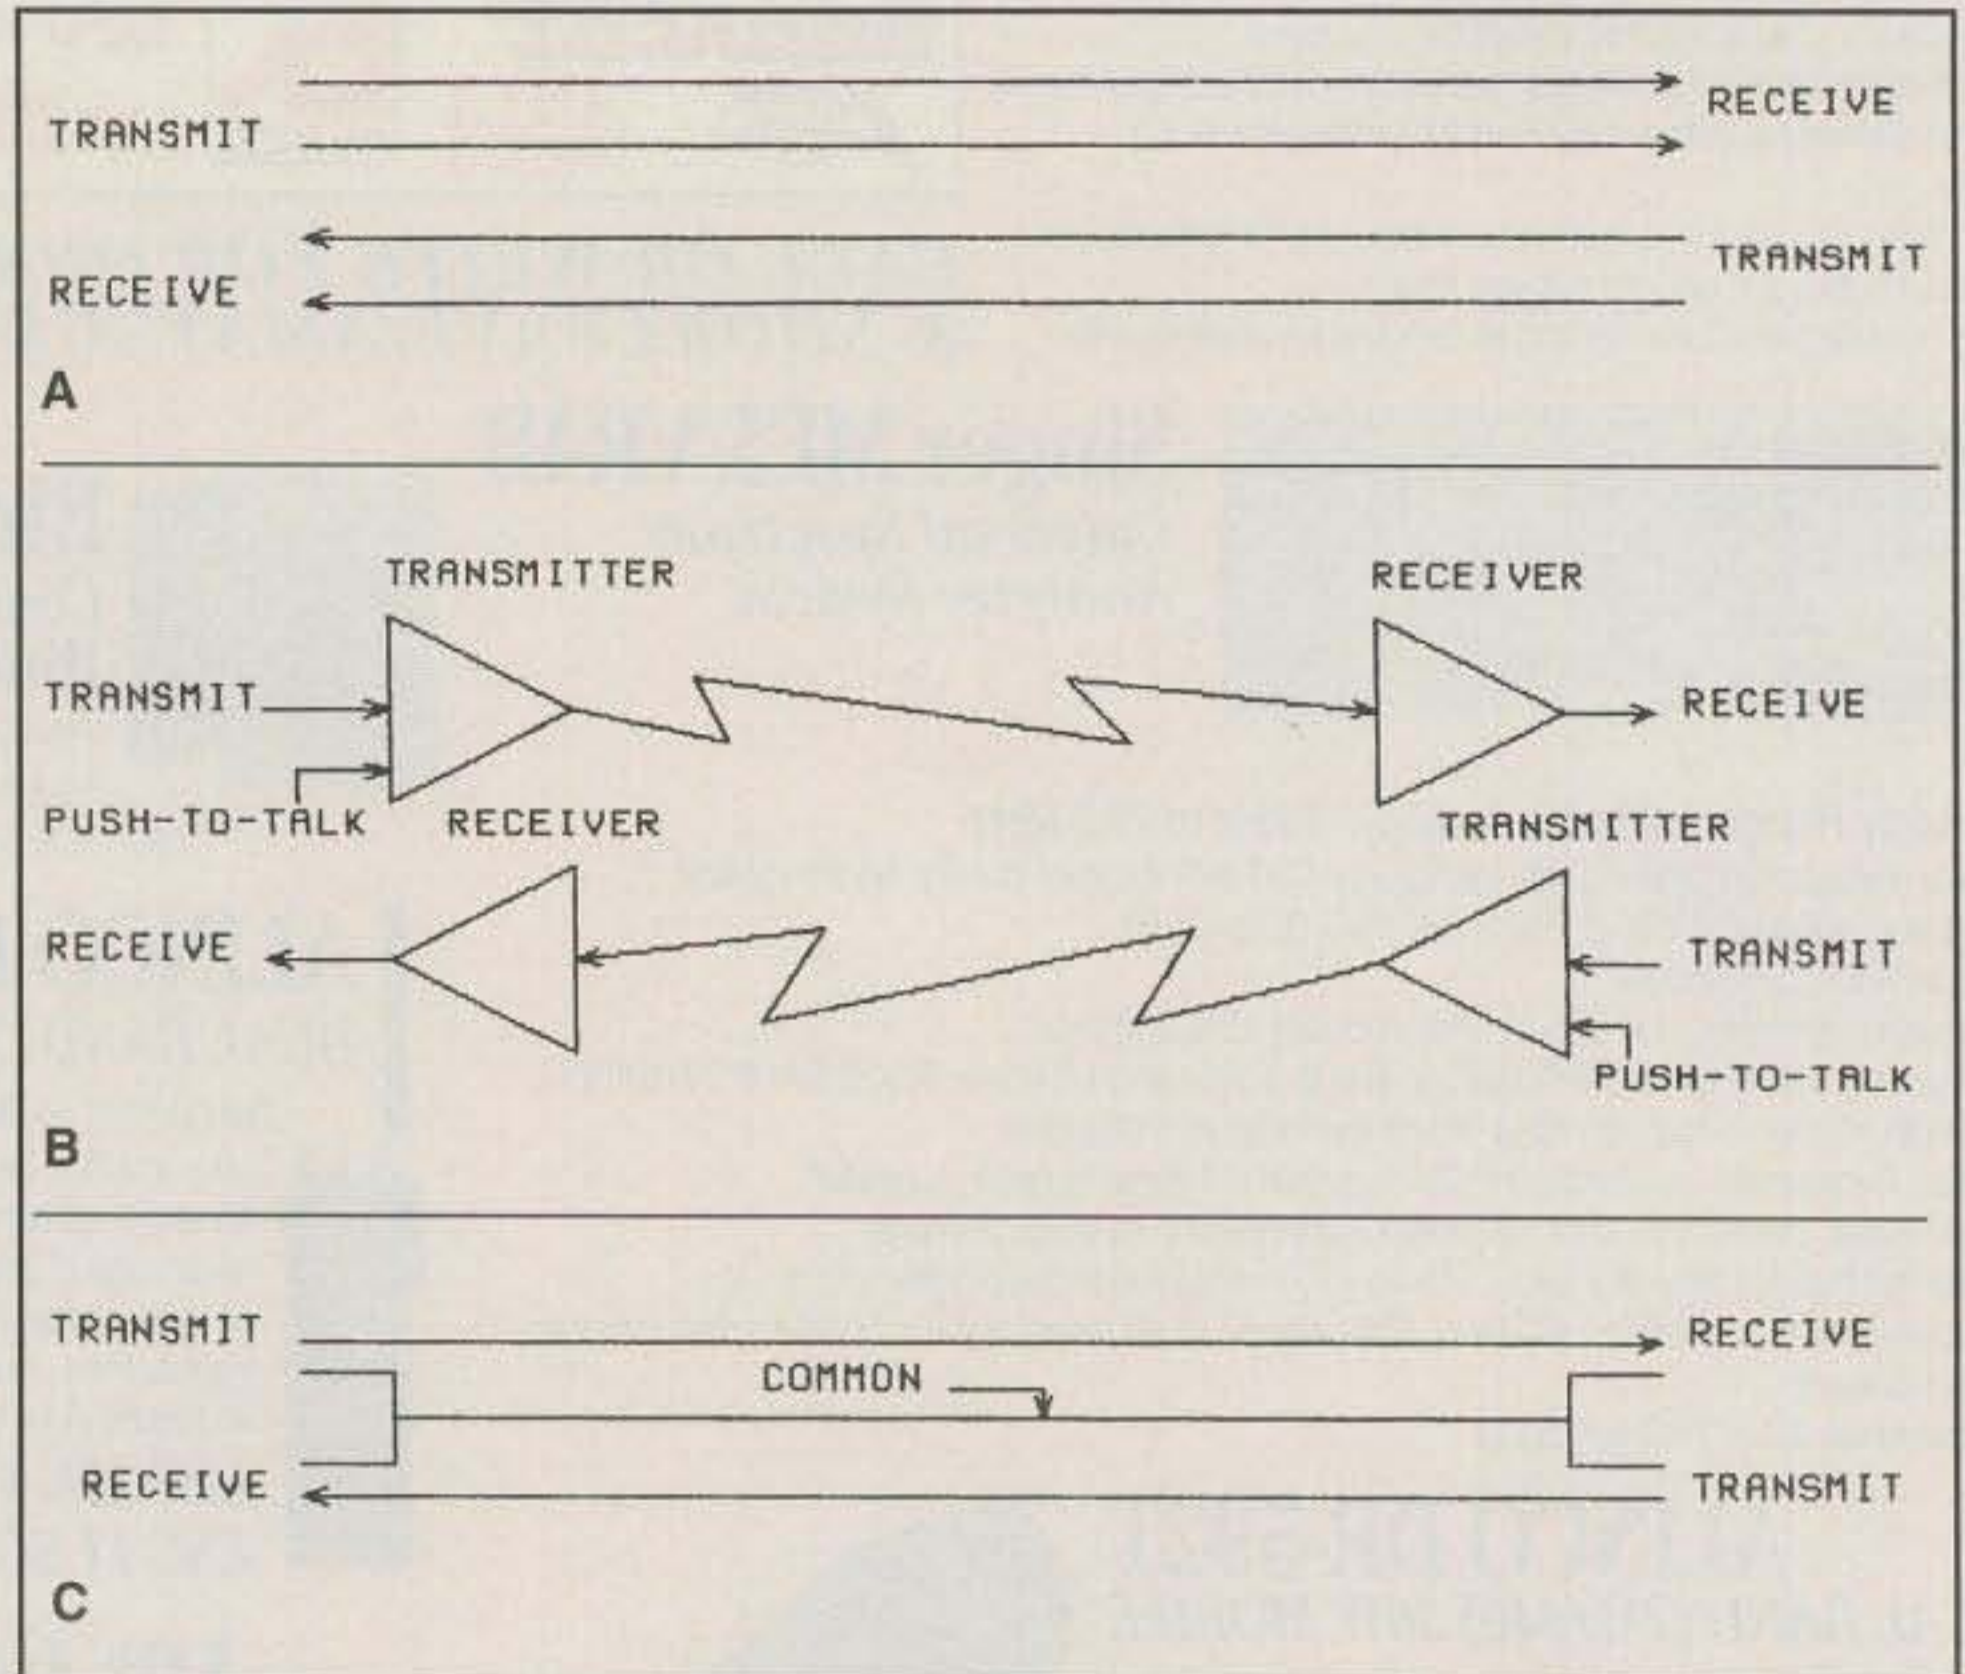 TRANSMIT
RECEIVE
RECEIVE
TRANSMIT
A
TRANSMITTER
RECEIVER
TRANSMIT
RECEIVE
PUSH-TO-TALK
RECEIVER
TRANSMITTER
RECEIVE
TRANSMIT
PUSH-TO-TALK
B
TRANSMIT
RECEIVE
COMMON
RECEIVE
TRANSMIT
C